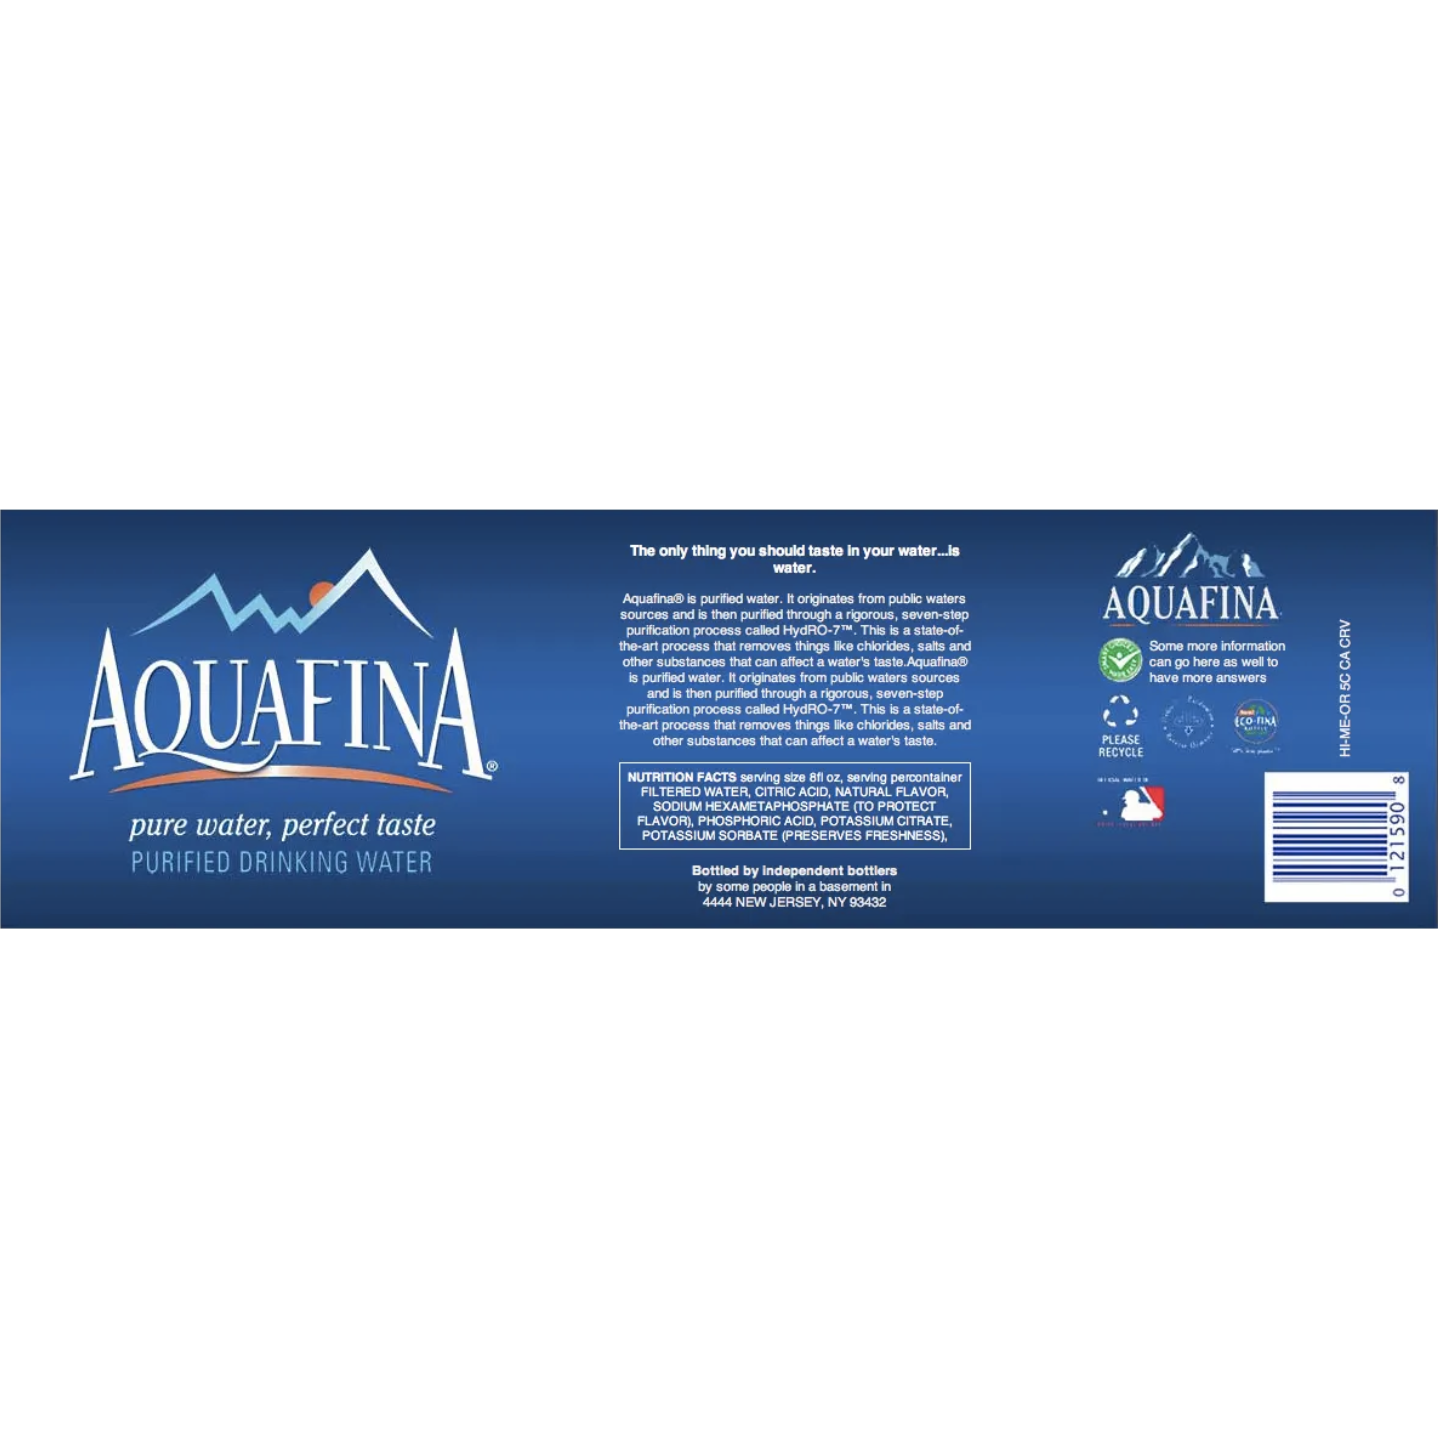 AQUAFINA®
pure water, perfect taste
PURIFIED DRINKING WATER
The only thing you should taste in your water...is
water.
Aquafina® is purified water. It originates from public waters
sources and is then purified through a rigorous, seven-step
purification process called HydRO-7™. This is a state-of-
the-art process that removes things like chlorides, salts and
other substances that can affect a water's taste.Aquafina®
is purified water. It originates from public waters sources
and is then purified through a rigorous, seven-step
purification process called HydRO-7™. This is a state-of-
the-art process that removes things like chlorides, salts and
other substances that can affect a water's taste.
NUTRITION FACTS serving size 8fl oz, serving percontainer
FILTERED WATER, CITRIC ACID, NATURAL FLAVOR,
SODIUM HEXAMETAPHOSPHATE (TO PROTECT
FLAVOR), PHOSPHORIC ACID, POTASSIUM CITRATE,
POTASSIUM SORBATE (PRESERVES FRESHNESS),
Bottled by independent bottlers
by some people in a basement in
4444 NEW JERSEY, NY 93432
AQUAFINA
Some more information
can go here as well to
have more answers
PLEASE
RECYCLE
ECO-FINA
HI-ME-OR 5C CA CRV
0 121590 8